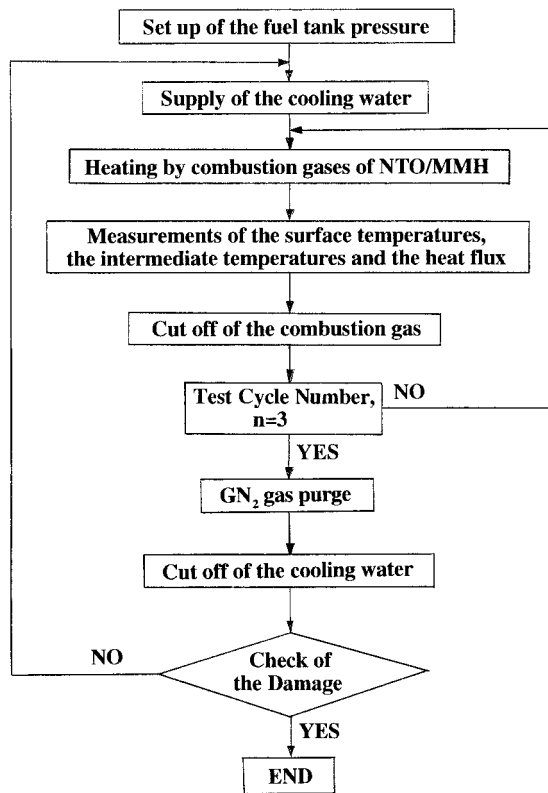 Set up of the fuel tank pressure
Supply of the cooling water
Heating by combustion gases of NTO/MMH
Measurements of the surface temperatures,
the intermediate temperatures and the heat flux
Cut off of the combustion gas
Test Cycle Number,
n=3
NO
YES
GN₂ gas purge
Cut off of the cooling water
NO
Check of
the Damage
YES
END